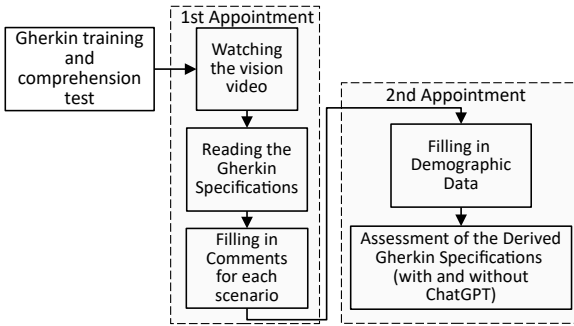 Gherkin training
and
comprehension
test
1st Appointment
Watching
the vision
video
Reading the
Gherkin
Specifications
Filling in
Comments
for each
scenario
2nd Appointment
Filling in
Demographic
Data
Assessment of the Derived
Gherkin Specifications
(with and without
ChatGPT)